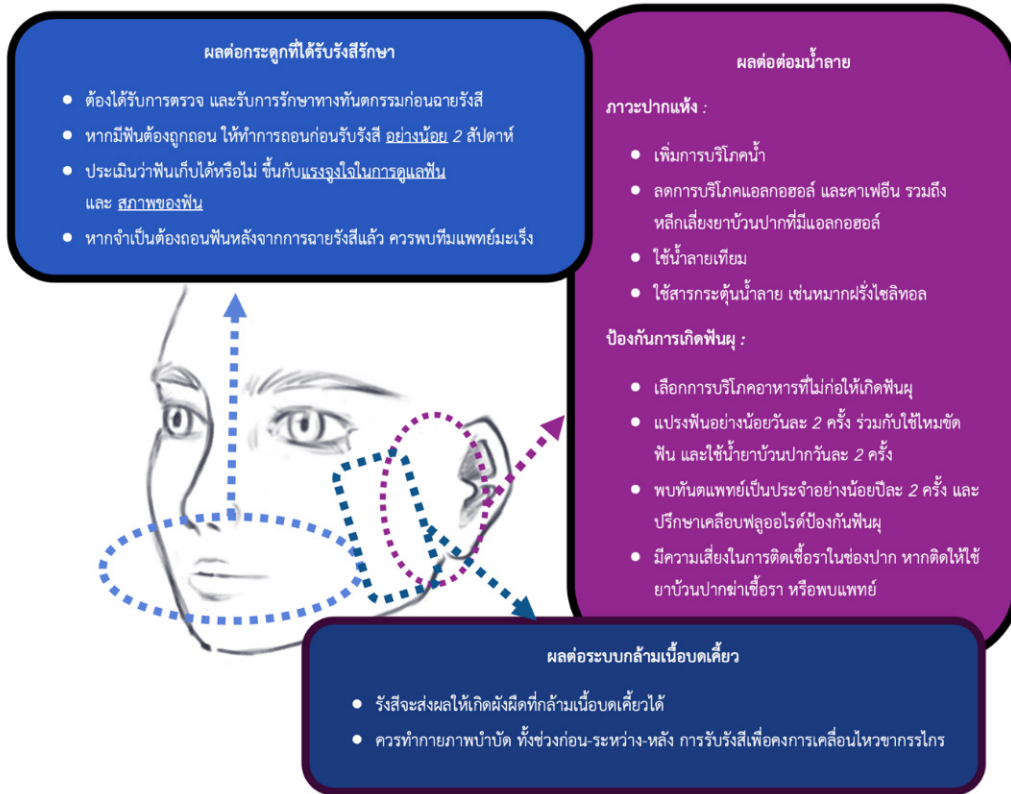 ผลต่อกระดูกที่ได้รับรังสีรักษา
● ต้องได้รับการตรวจ และรับการรักษาทางทันตกรรมก่อนฉายรังสี
● หากมีฟันต้องถูกถอน ให้ทำการถอนก่อนรับรังสี อย่างน้อย 2 สัปดาห์
● ประเมินว่าฟันเก็บได้หรือไม่ ขึ้นกับแรงจูงใจในการดูแลฟัน
และ สภาพของฟัน
● หากจำเป็นต้องถอนฟันหลังจากการฉายรังสีแล้ว ควรพบทีมแพทย์มะเร็ง
ผลต่อต่อมน้ำลาย
ภาวะปากแห้ง :
● เพิ่มการบริโภคน้ำ
● ลดการบริโภคแอลกอฮอล์ และคาเฟอีน รวมถึง
หลีกเลี่ยงยาบ้วนปากที่มีแอลกอฮอล์
● ใช้น้ำลายเทียม
● ใช้สารกระตุ้นน้ำลาย เช่นหมากฝรั่งไซลิทอล
ป้องกันการเกิดฟันผุ :
● เลือกการบริโภคอาหารที่ไม่ก่อให้เกิดฟันผุ
● แปรงฟันอย่างน้อยวันละ 2 ครั้ง ร่วมกับใช้ไหมขัด
ฟัน และใช้น้ำยาบ้วนปากวันละ 2 ครั้ง
● พบทันตแพทย์เป็นประจำอย่างน้อยปีละ 2 ครั้ง และ
ปรึกษาเคลือบฟลูออไรด์ป้องกันฟันผุ
● มีความเสี่ยงในการติดเชื้อราในช่องปาก หากติดให้ใช้
ยาบ้วนปากฆ่าเชื้อรา หรือพบแพทย์
ผลต่อระบบกล้ามเนื้อบดเคี้ยว
● รังสีจะส่งผลให้เกิดผังผืดที่กล้ามเนื้อบดเคี้ยวได้
● ควรทำกายภาพบำบัด ทั้งช่วงก่อน-ระหว่าง-หลัง การรับรังสีเพื่อคงการเคลื่อนไหวขากรรไกร